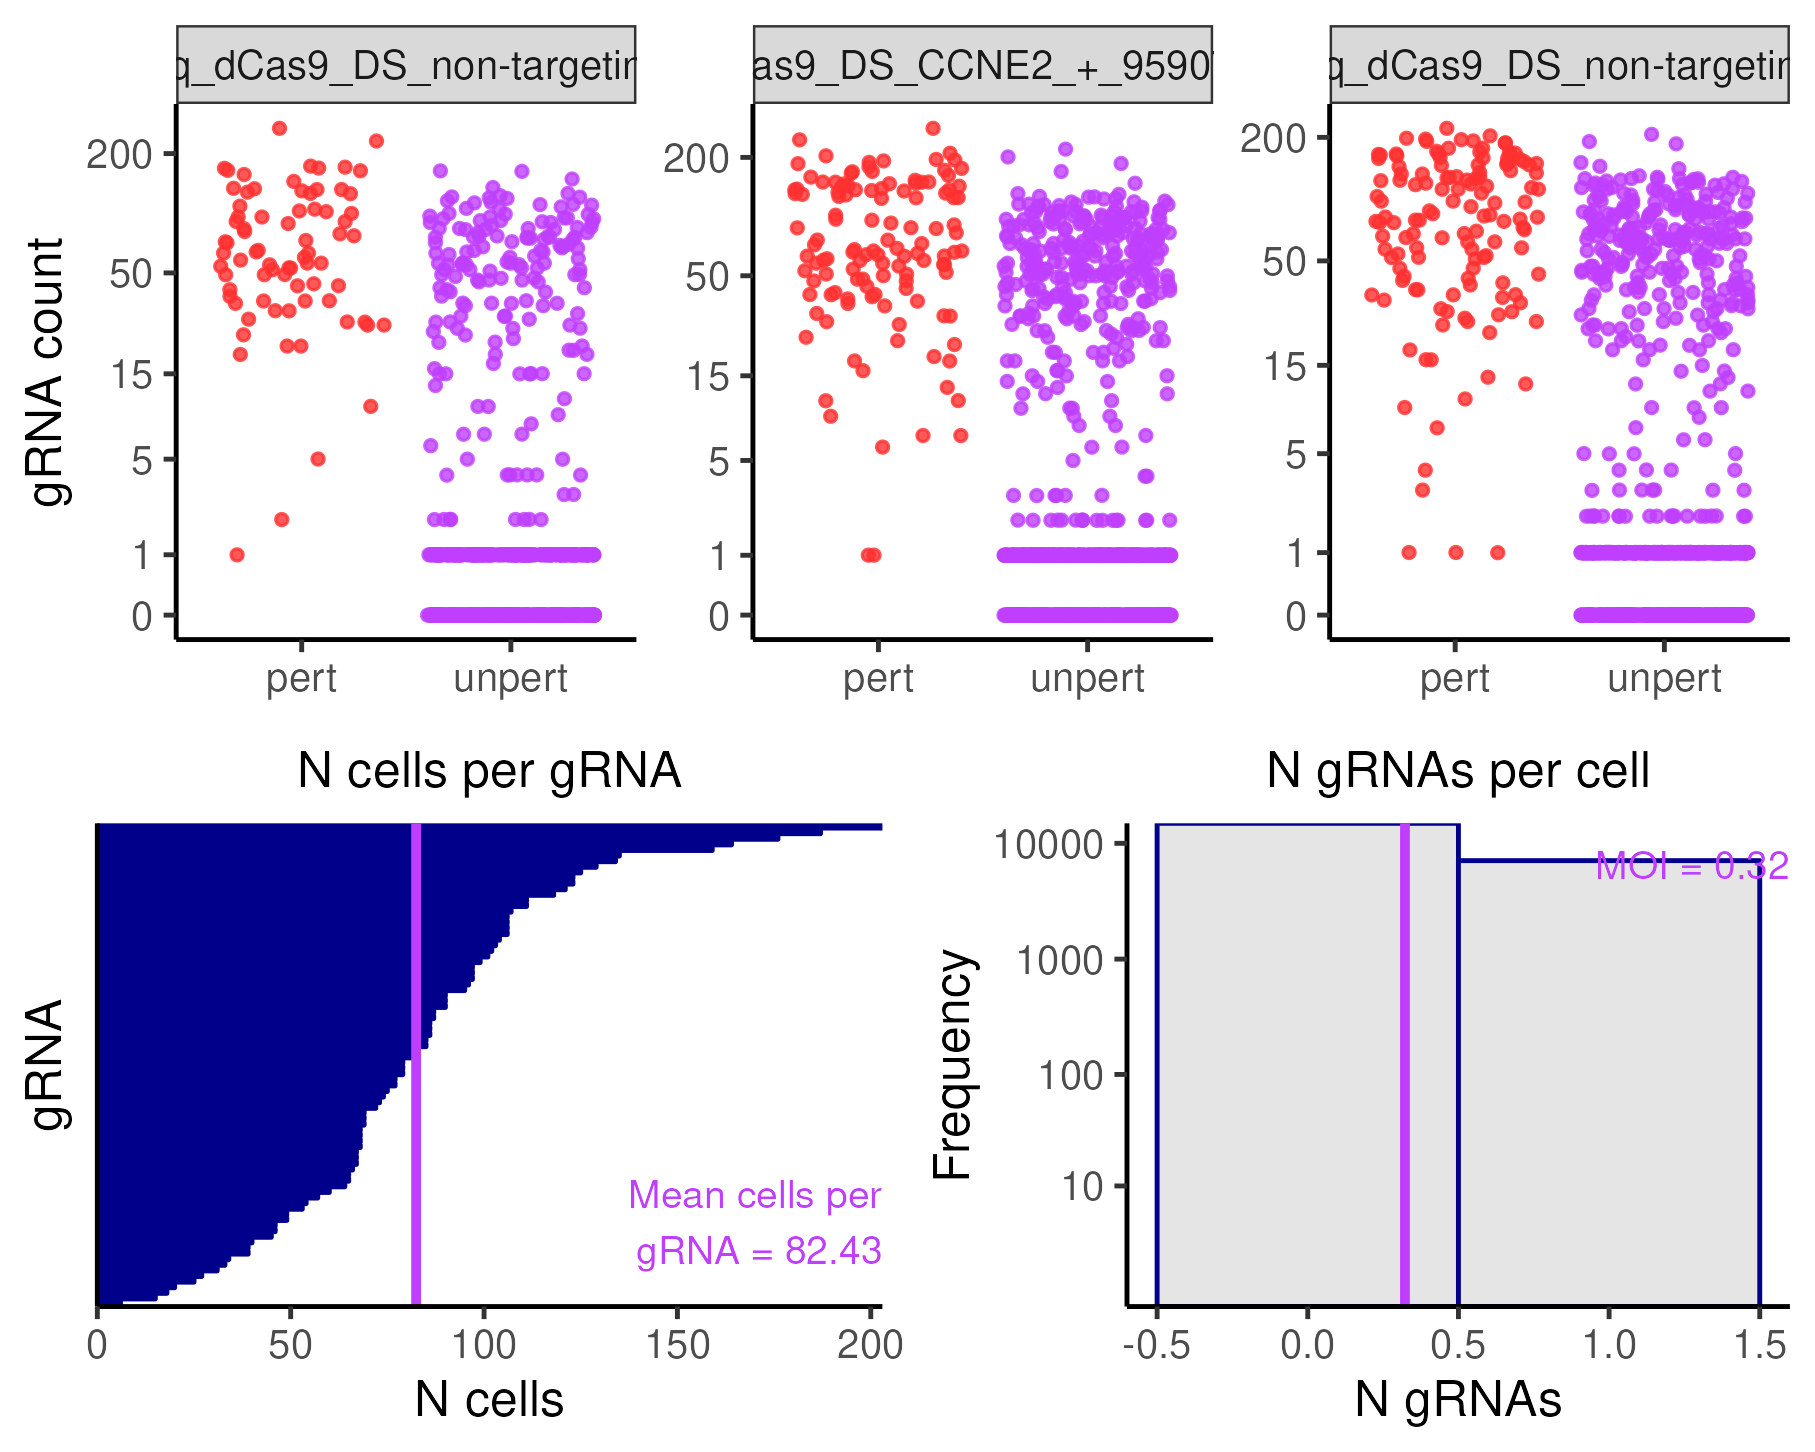 q_dCas9_DS_non-targetin
as9_DS_CCNE2_+_9590
q_dCas9_DS_non-targetin
gRNA count
200
50
15
5
1
0
200
50
15
5
1
0
200
50
15
5
1
0
pert unpert
pert unpert
pert unpert
N cells per gRNA
gRNA
Mean cells per
gRNA = 82.43
0 50 100 150 200
N cells
N gRNAs per cell
Frequency
10000
1000
100
10
MOI = 0.32
-0.5 0.0 0.5 1.0 1.5
N gRNAs